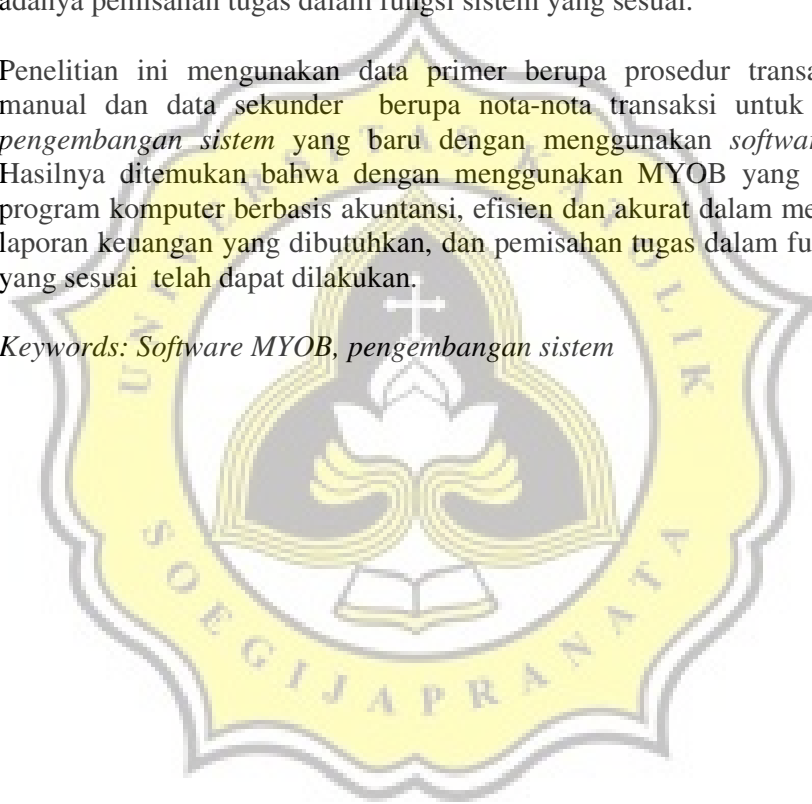 adanya pemisahan tugas dalam fungsi sistem yang sesuai.
Penelitian ini mengunakan data primer berupa prosedur transa
manual dan data sekunder berupa nota-nota transaksi untuk
pengembangan sistem yang baru dengan menggunakan softwar
Hasilnya ditemukan bahwa dengan menggunakan MYOB yang
program komputer berbasis akuntansi, efisien dan akurat dalam me
laporan keuangan yang dibutuhkan, dan pemisahan tugas dalam fu
yang sesuai telah dapat dilakukan.
Keywords: Software MYOB, pengembangan sistem
UNIVERSITAS KATOLIK
SOEGIJAPRANATA